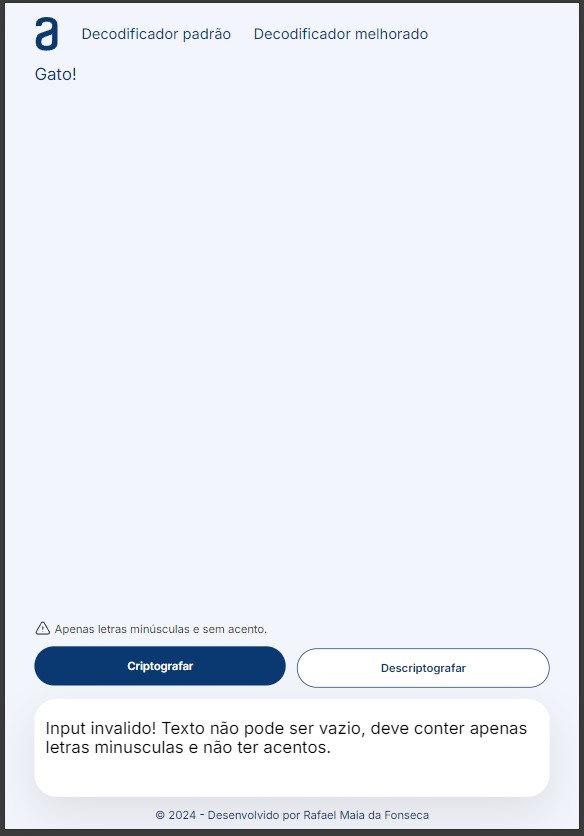 a
Decodificador padrão Decodificador melhorado
Gato!
Apenas letras minúsculas e sem acento.
Criptografar Descriptografar
Input invalido! Texto não pode ser vazio, deve conter apenas
letras minusculas e não ter acentos.
© 2024 - Desenvolvido por Rafael Maia da Fonseca